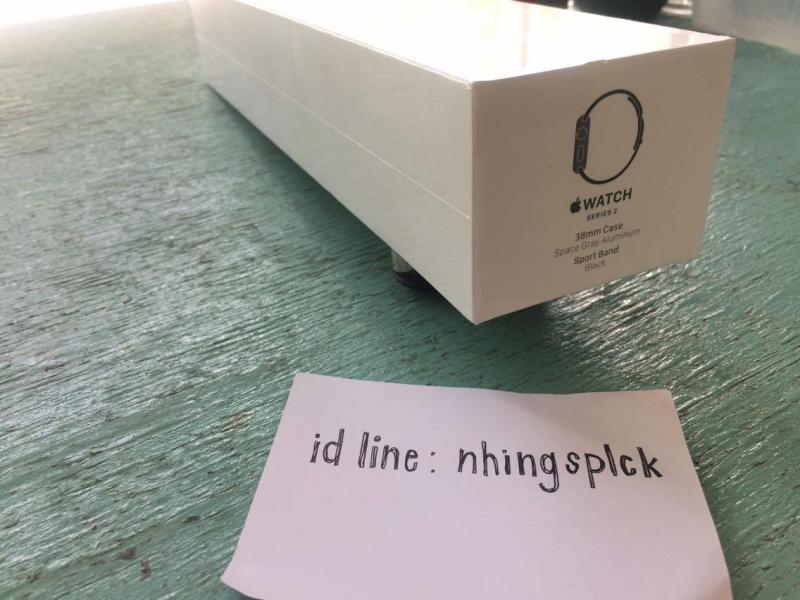 WATCH
SERIES 2
38mm Case
Space Gray Aluminum
Sport Band
Black
id line: nhingsplck